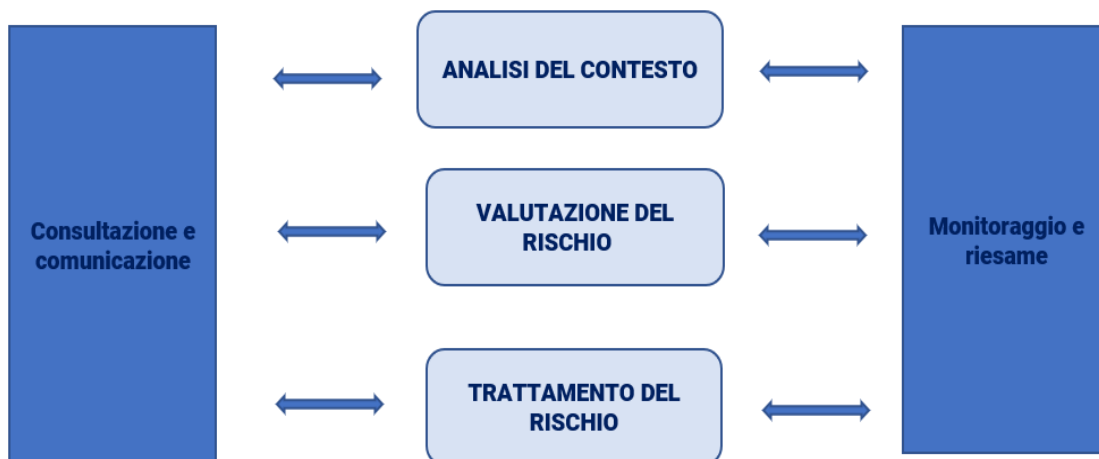 Consultazione e
comunicazione
ANALISI DEL CONTESTO
VALUTAZIONE DEL
RISCHIO
TRATTAMENTO DEL
RISCHIO
Monitoraggio e
riesame